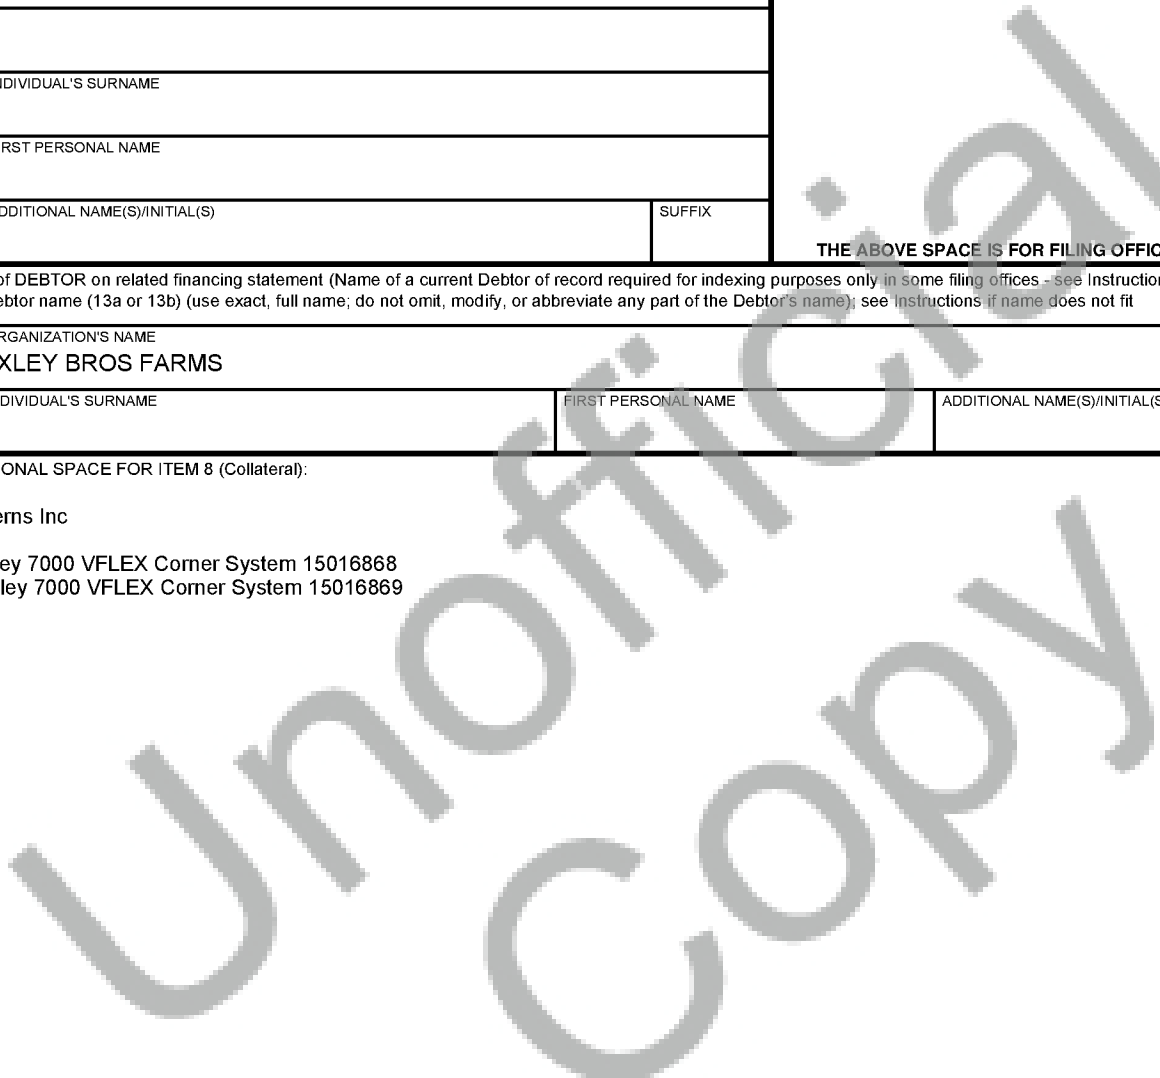 NDIVIDUAL'S SURNAME
RST PERSONAL NAME
DDITIONAL NAME(S)/INITIAL(S)
SUFFIX
THE ABOVE SPACE IS FOR FILING OFFIC
of DEBTOR on related financing statement (Name of a current Debtor of record required for indexing purposes only in some filing offices - see Instruction
ebtor name (13a or 13b) (use exact, full name; do not omit, modify, or abbreviate any part of the Debtor's name); see Instructions if name does not fit
RGANIZATION'S NAME
XLEY BROS FARMS
DIVIDUAL'S SURNAME
FIRST PERSONAL NAME
ADDITIONAL NAME(S)/INITIAL(S
ONAL SPACE FOR ITEM 8 (Collateral):
erns Inc
ey 7000 VFLEX Corner System 15016868
ley 7000 VFLEX Corner System 15016869
Unofficial
Copy